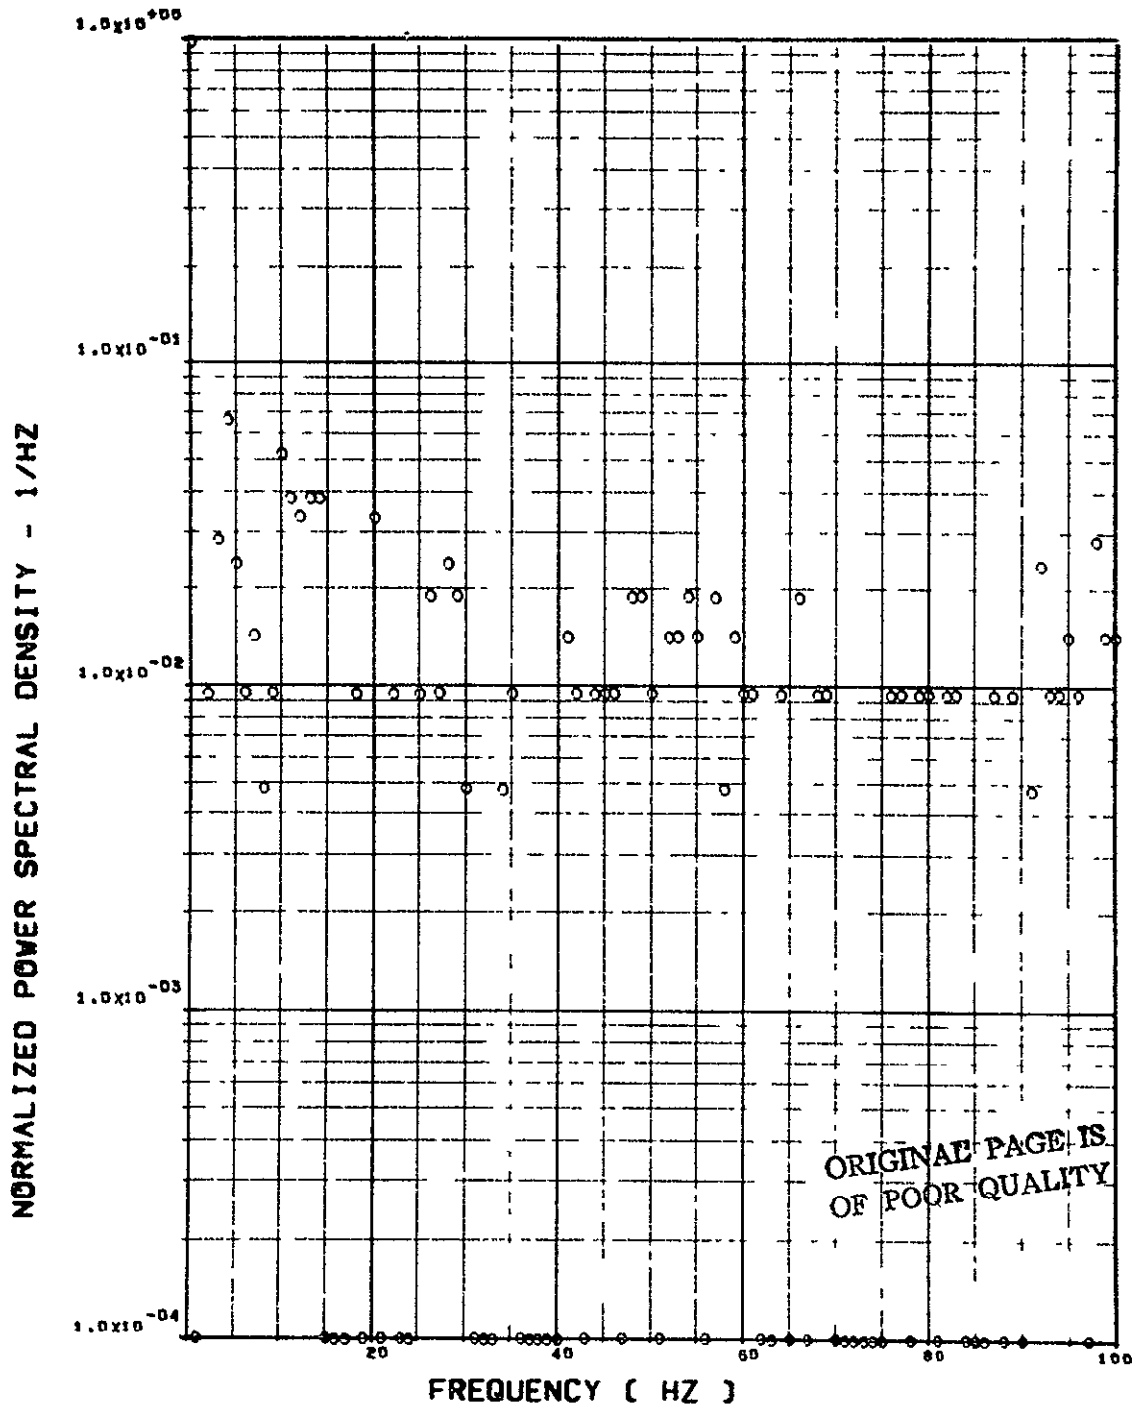 1.0x10+00
1.0x10-01
1.0x10-02
1.0x10-03
1.0x10-04
NORMALIZED POWER SPECTRAL DENSITY - 1/HZ
ORIGINAL PAGE IS
OF POOR QUALITY
20 40 60 80 100
FREQUENCY ( HZ )